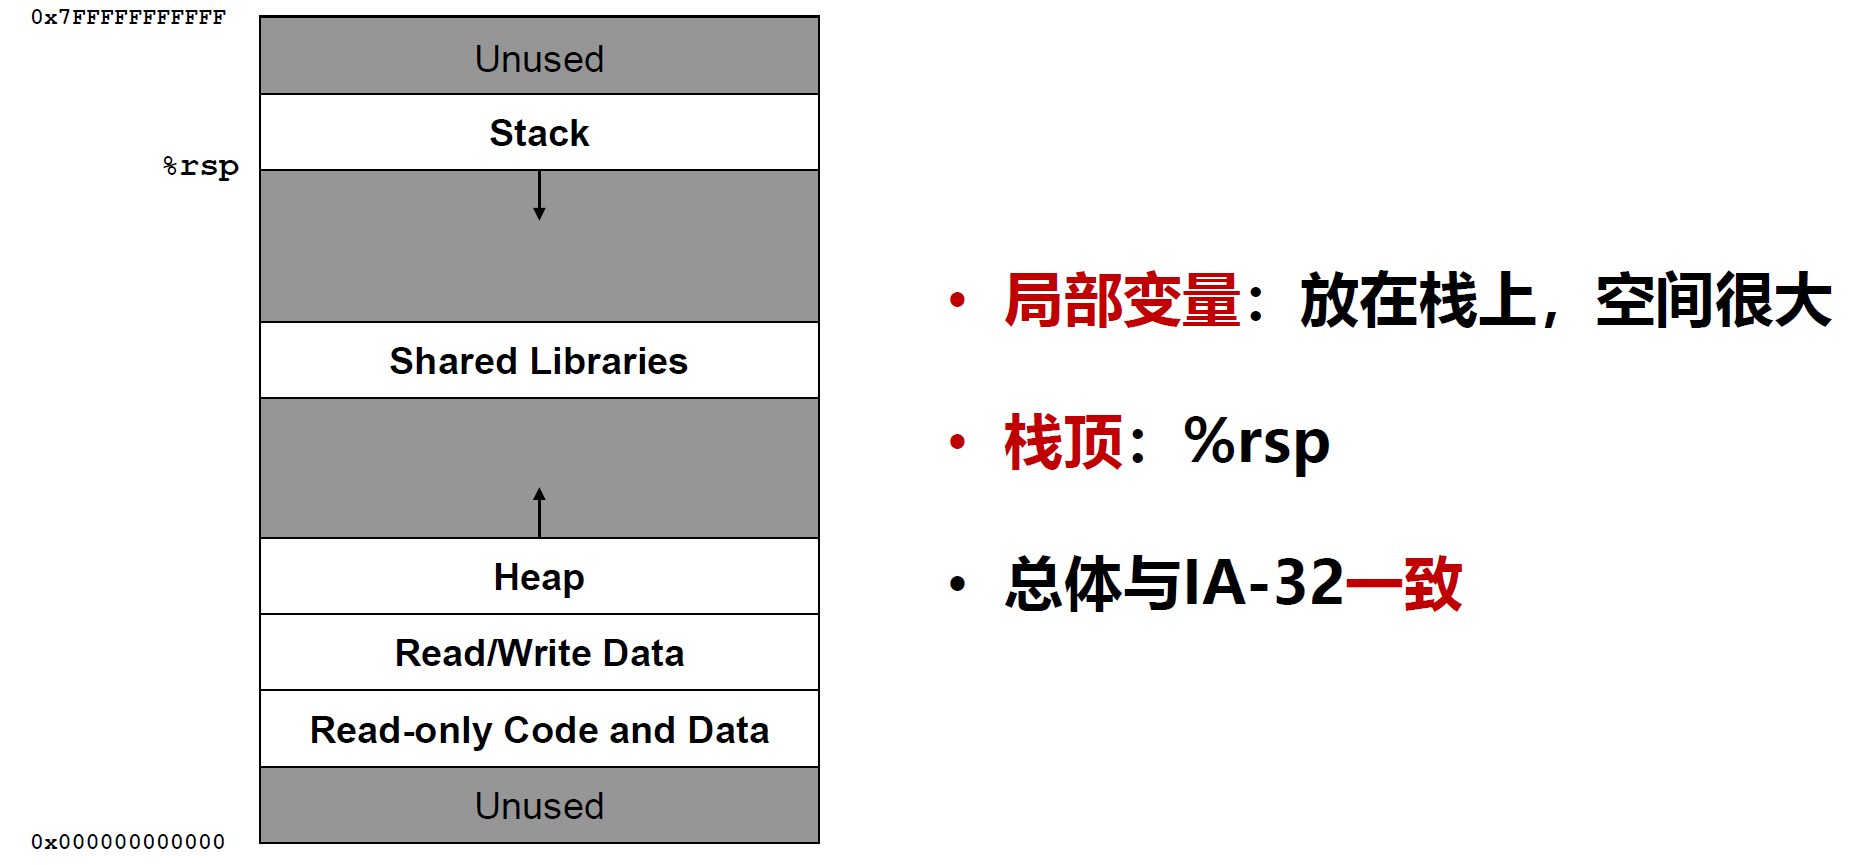 0x7FFFFFFFFFFF
Unused
Stack
%rsp
Shared Libraries
Heap
Read/Write Data
Read-only Code and Data
Unused
0x000000000000
• 局部变量：放在栈上，空间很大
• 栈顶：%rsp
• 总体与IA-32一致